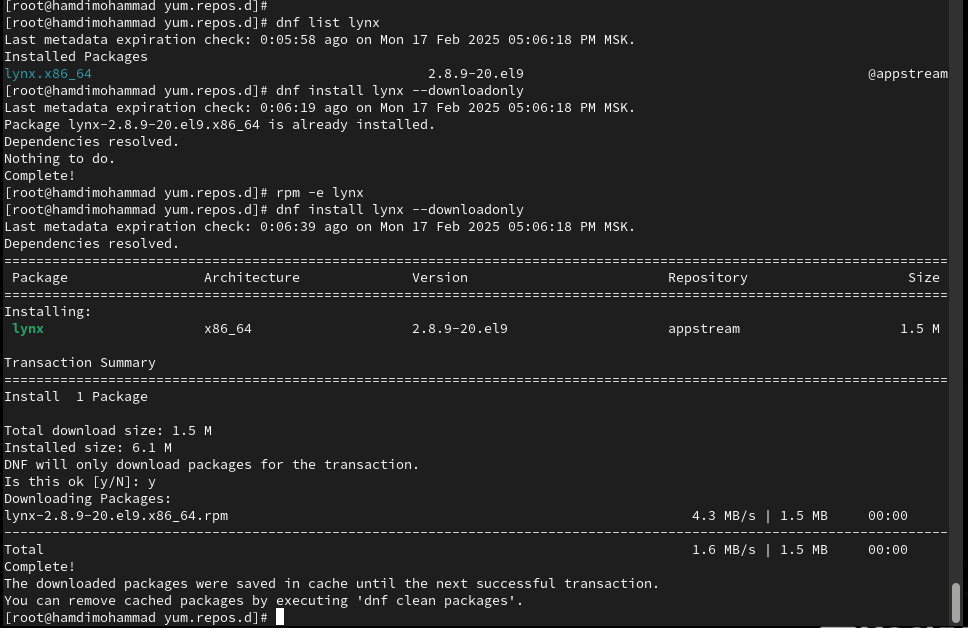 [root@hamdimohammad yum.repos.d]#
[root@hamdimohammad yum.repos.d]# dnf list lynx
Last metadata expiration check: 0:05:58 ago on Mon 17 Feb 2025 05:06:18 PM MSK.
Installed Packages
lynx.x86_64 2.8.9-20.el9 @appstream
[root@hamdimohammad yum.repos.d]# dnf install lynx --downloadonly
Last metadata expiration check: 0:06:19 ago on Mon 17 Feb 2025 05:06:18 PM MSK.
Package lynx-2.8.9-20.el9.x86_64 is already installed.
Dependencies resolved.
Nothing to do.
Complete!
[root@hamdimohammad yum.repos.d]# rpm -e lynx
[root@hamdimohammad yum.repos.d]# dnf install lynx --downloadonly
Last metadata expiration check: 0:06:39 ago on Mon 17 Feb 2025 05:06:18 PM MSK.
Dependencies resolved.
================================================================================
Package Architecture Version Repository Size
================================================================================
Installing:
lynx x86_64 2.8.9-20.el9 appstream 1.5 M
Transaction Summary
================================================================================
Install 1 Package
Total download size: 1.5 M
Installed size: 6.1 M
DNF will only download packages for the transaction.
Is this ok [y/N]: y
Downloading Packages:
lynx-2.8.9-20.el9.x86_64.rpm 4.3 MB/s | 1.5 MB 00:00
--------------------------------------------------------------------------------
Total 1.6 MB/s | 1.5 MB 00:00
Complete!
The downloaded packages were saved in cache until the next successful transaction.
You can remove cached packages by executing 'dnf clean packages'.
[root@hamdimohammad yum.repos.d]#